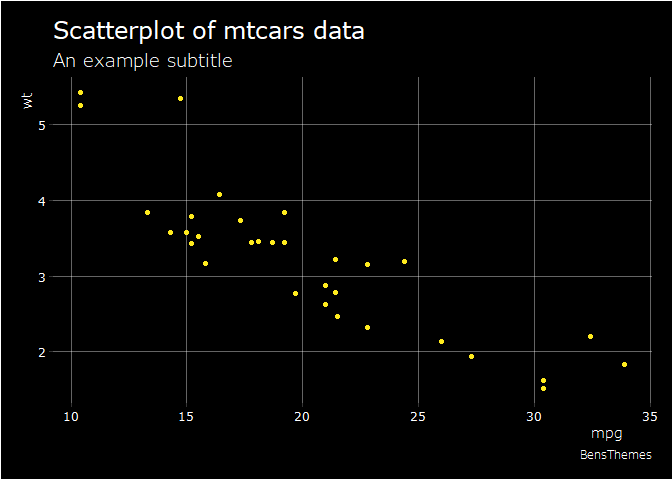 Scatterplot of mtcars data
An example subtitle
wt
5
4
3
2
10 15 20 25 30 35
mpg
BensThemes